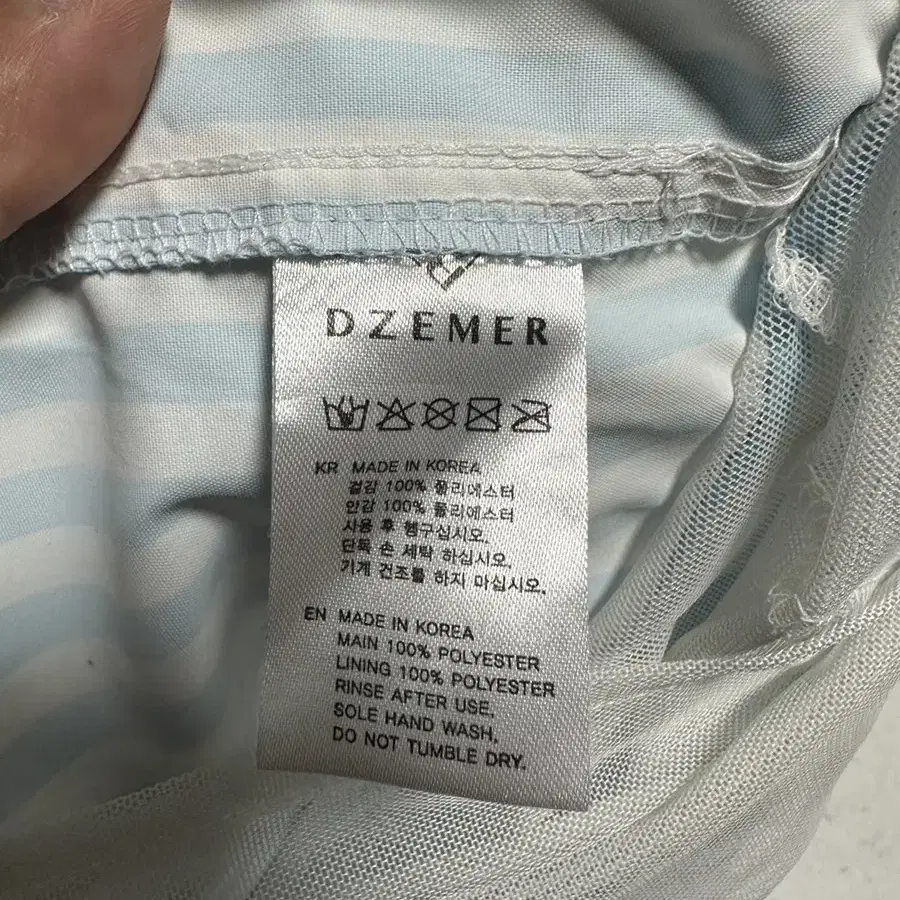 DZEMER
KR MADE IN KOREA
겉감 100% 폴리에스터
안감 100% 폴리에스터
사용 후 헹구십시오.
단독 손 세탁 하십시오.
기계 건조를 하지 마십시오.
EN MADE IN KOREA
MAIN 100% POLYESTER
LINING 100% POLYESTER
RINSE AFTER USE.
SOLE HAND WASH.
DO NOT TUMBLE DRY.